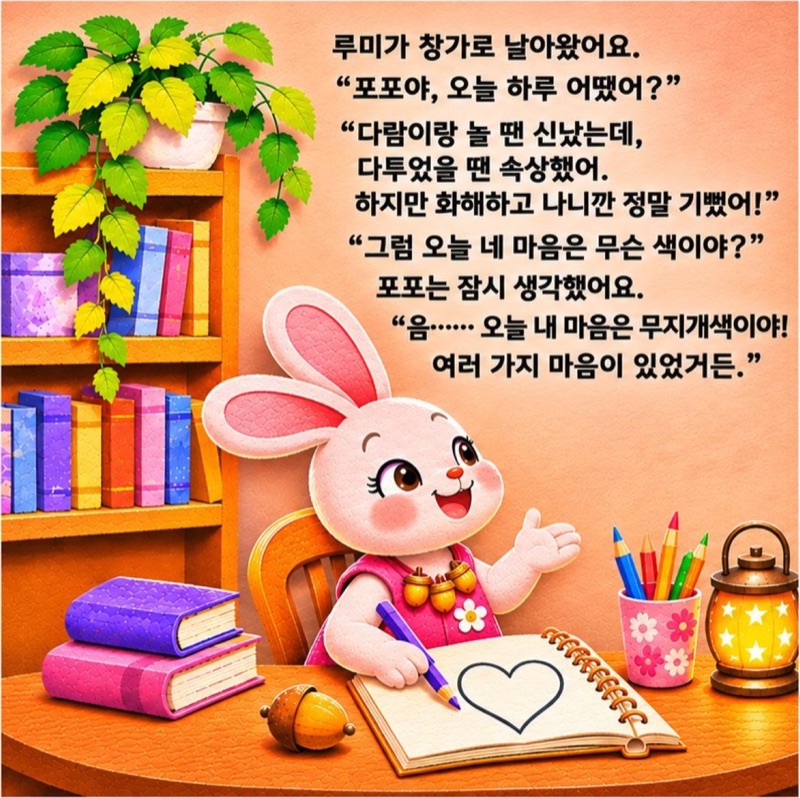 루미가 창가로 날아왔어요.
“포포야, 오늘 하루 어땠어?”
“다람이랑 놀 땐 신났는데,
다투었을 땐 속상했어.
하지만 화해하고 나니깐 정말 기뻤어!”
“그럼 오늘 네 마음은 무슨 색이야?”
포포는 잠시 생각했어요.
“음…… 오늘 내 마음은 무지개색이야!
여러 가지 마음이 있었거든.”